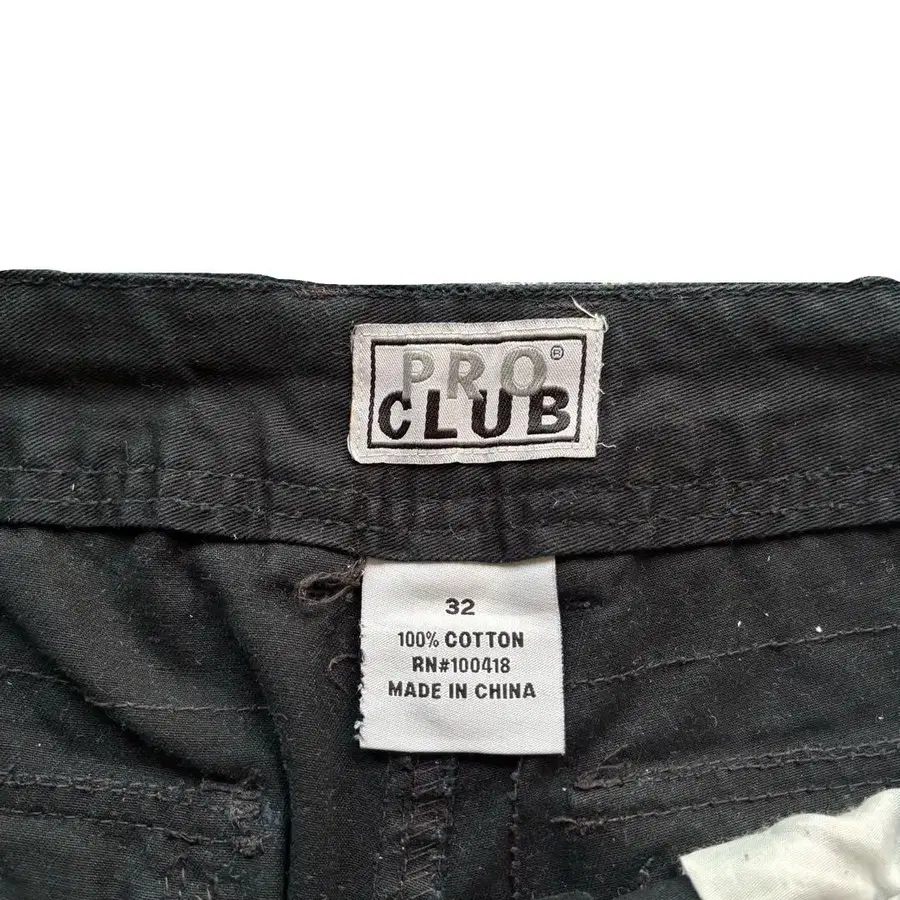 PRO®
CLUB
32
100% COTTON
RN#100418
MADE IN CHINA